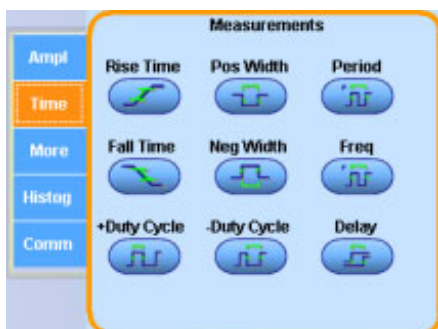 Measurements
Ampl
Time
More
Histog
Comm
Rise Time Pos Width Period
Fall Time Neg Width Freq
+Duty Cycle -Duty Cycle Delay